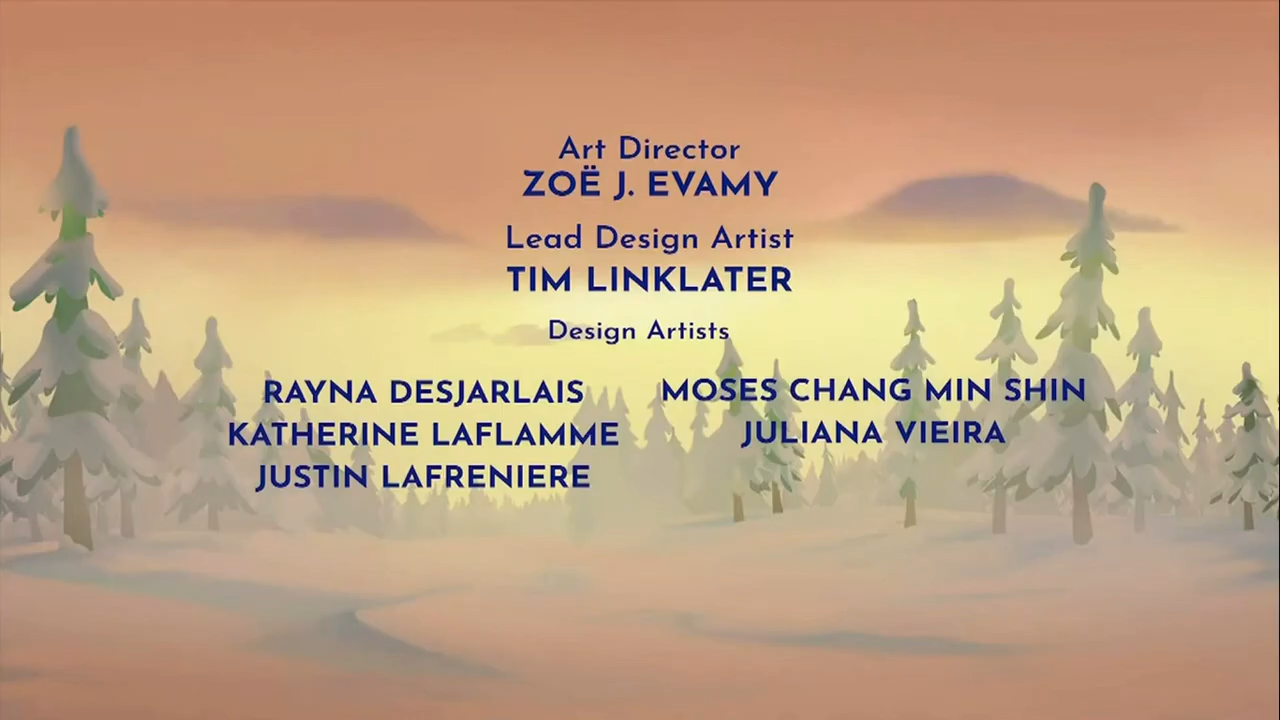 Art Director
ZOË J. EVAMY
Lead Design Artist
TIM LINKLATER
Design Artists
RAYNA DESJARLAIS
KATHERINE LAFLAMME
JUSTIN LAFRENIERE
MOSES CHANG MIN SHIN
JULIANA VIEIRA